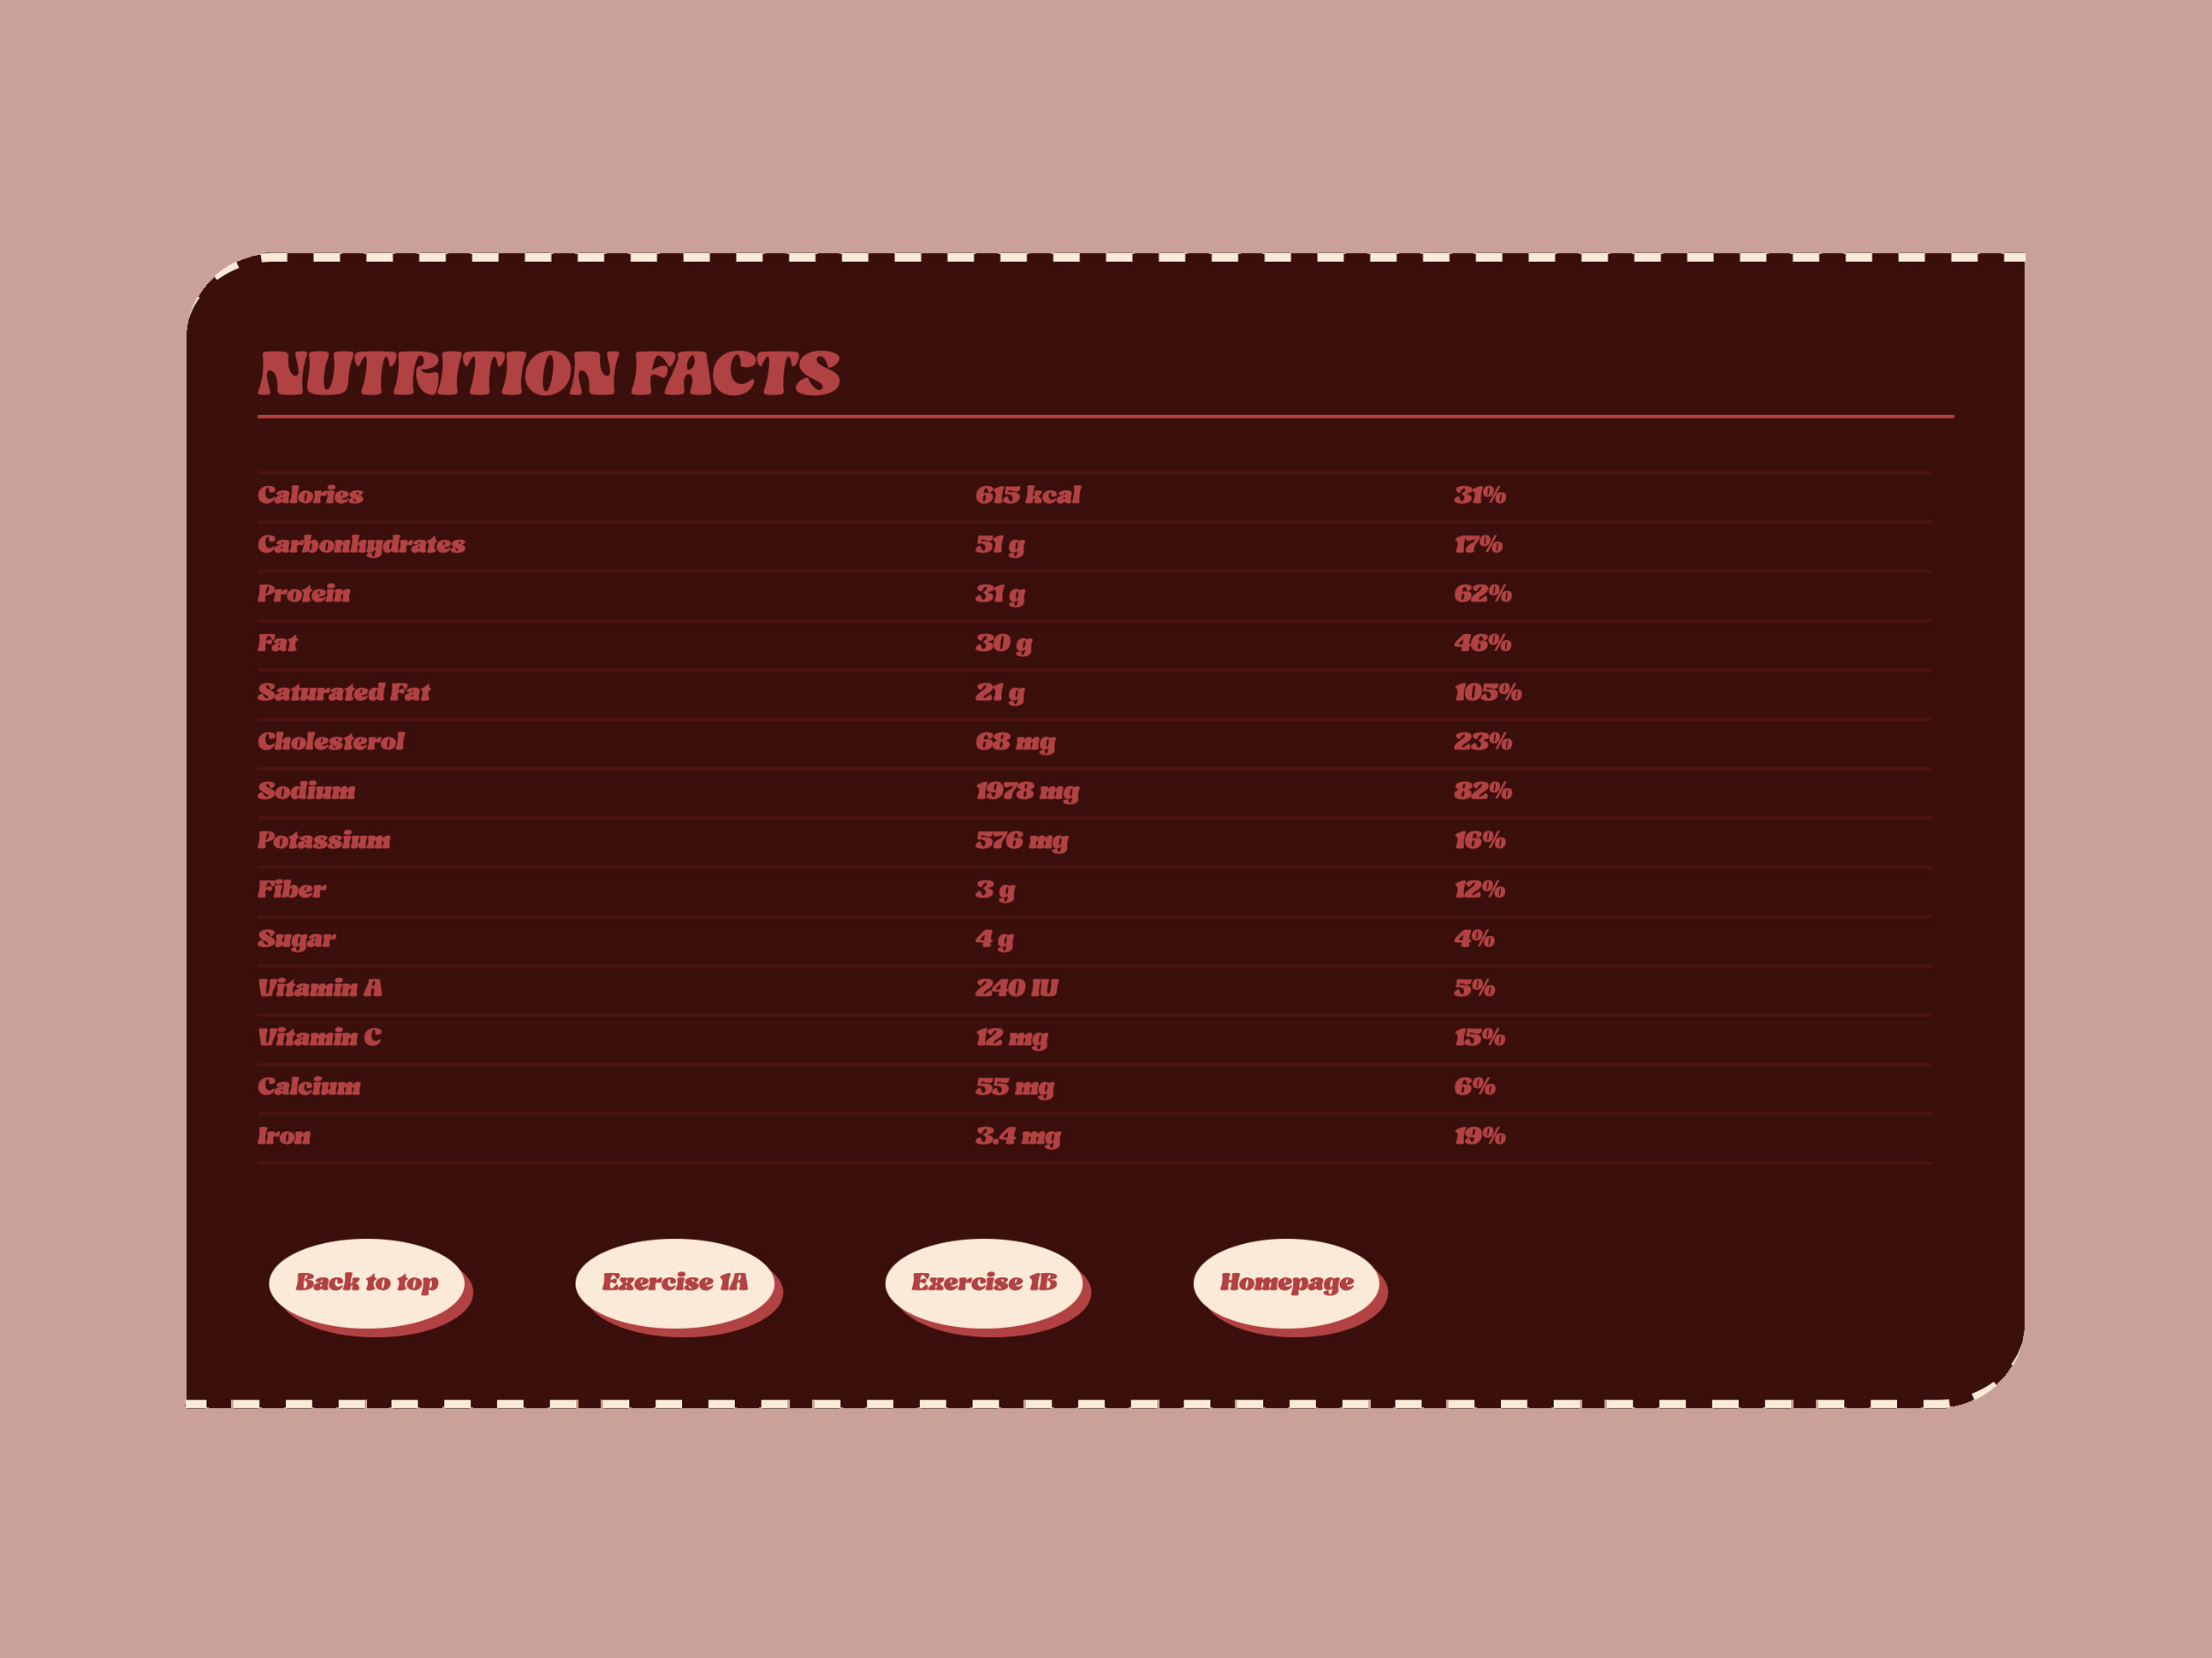 NUTRITION FACTS
Calories 615 kcal 31%
Carbonhydrates 51 g 17%
Protein 31 g 62%
Fat 30 g 46%
Saturated Fat 21 g 105%
Cholesterol 68 mg 23%
Sodium 1978 mg 82%
Potassium 576 mg 16%
Fiber 3 g 12%
Sugar 4 g 4%
Vitamin A 240 IU 5%
Vitamin C 12 mg 15%
Calcium 55 mg 6%
Iron 3.4 mg 19%
Back to top Exercise 1A Exercise 1B Homepage